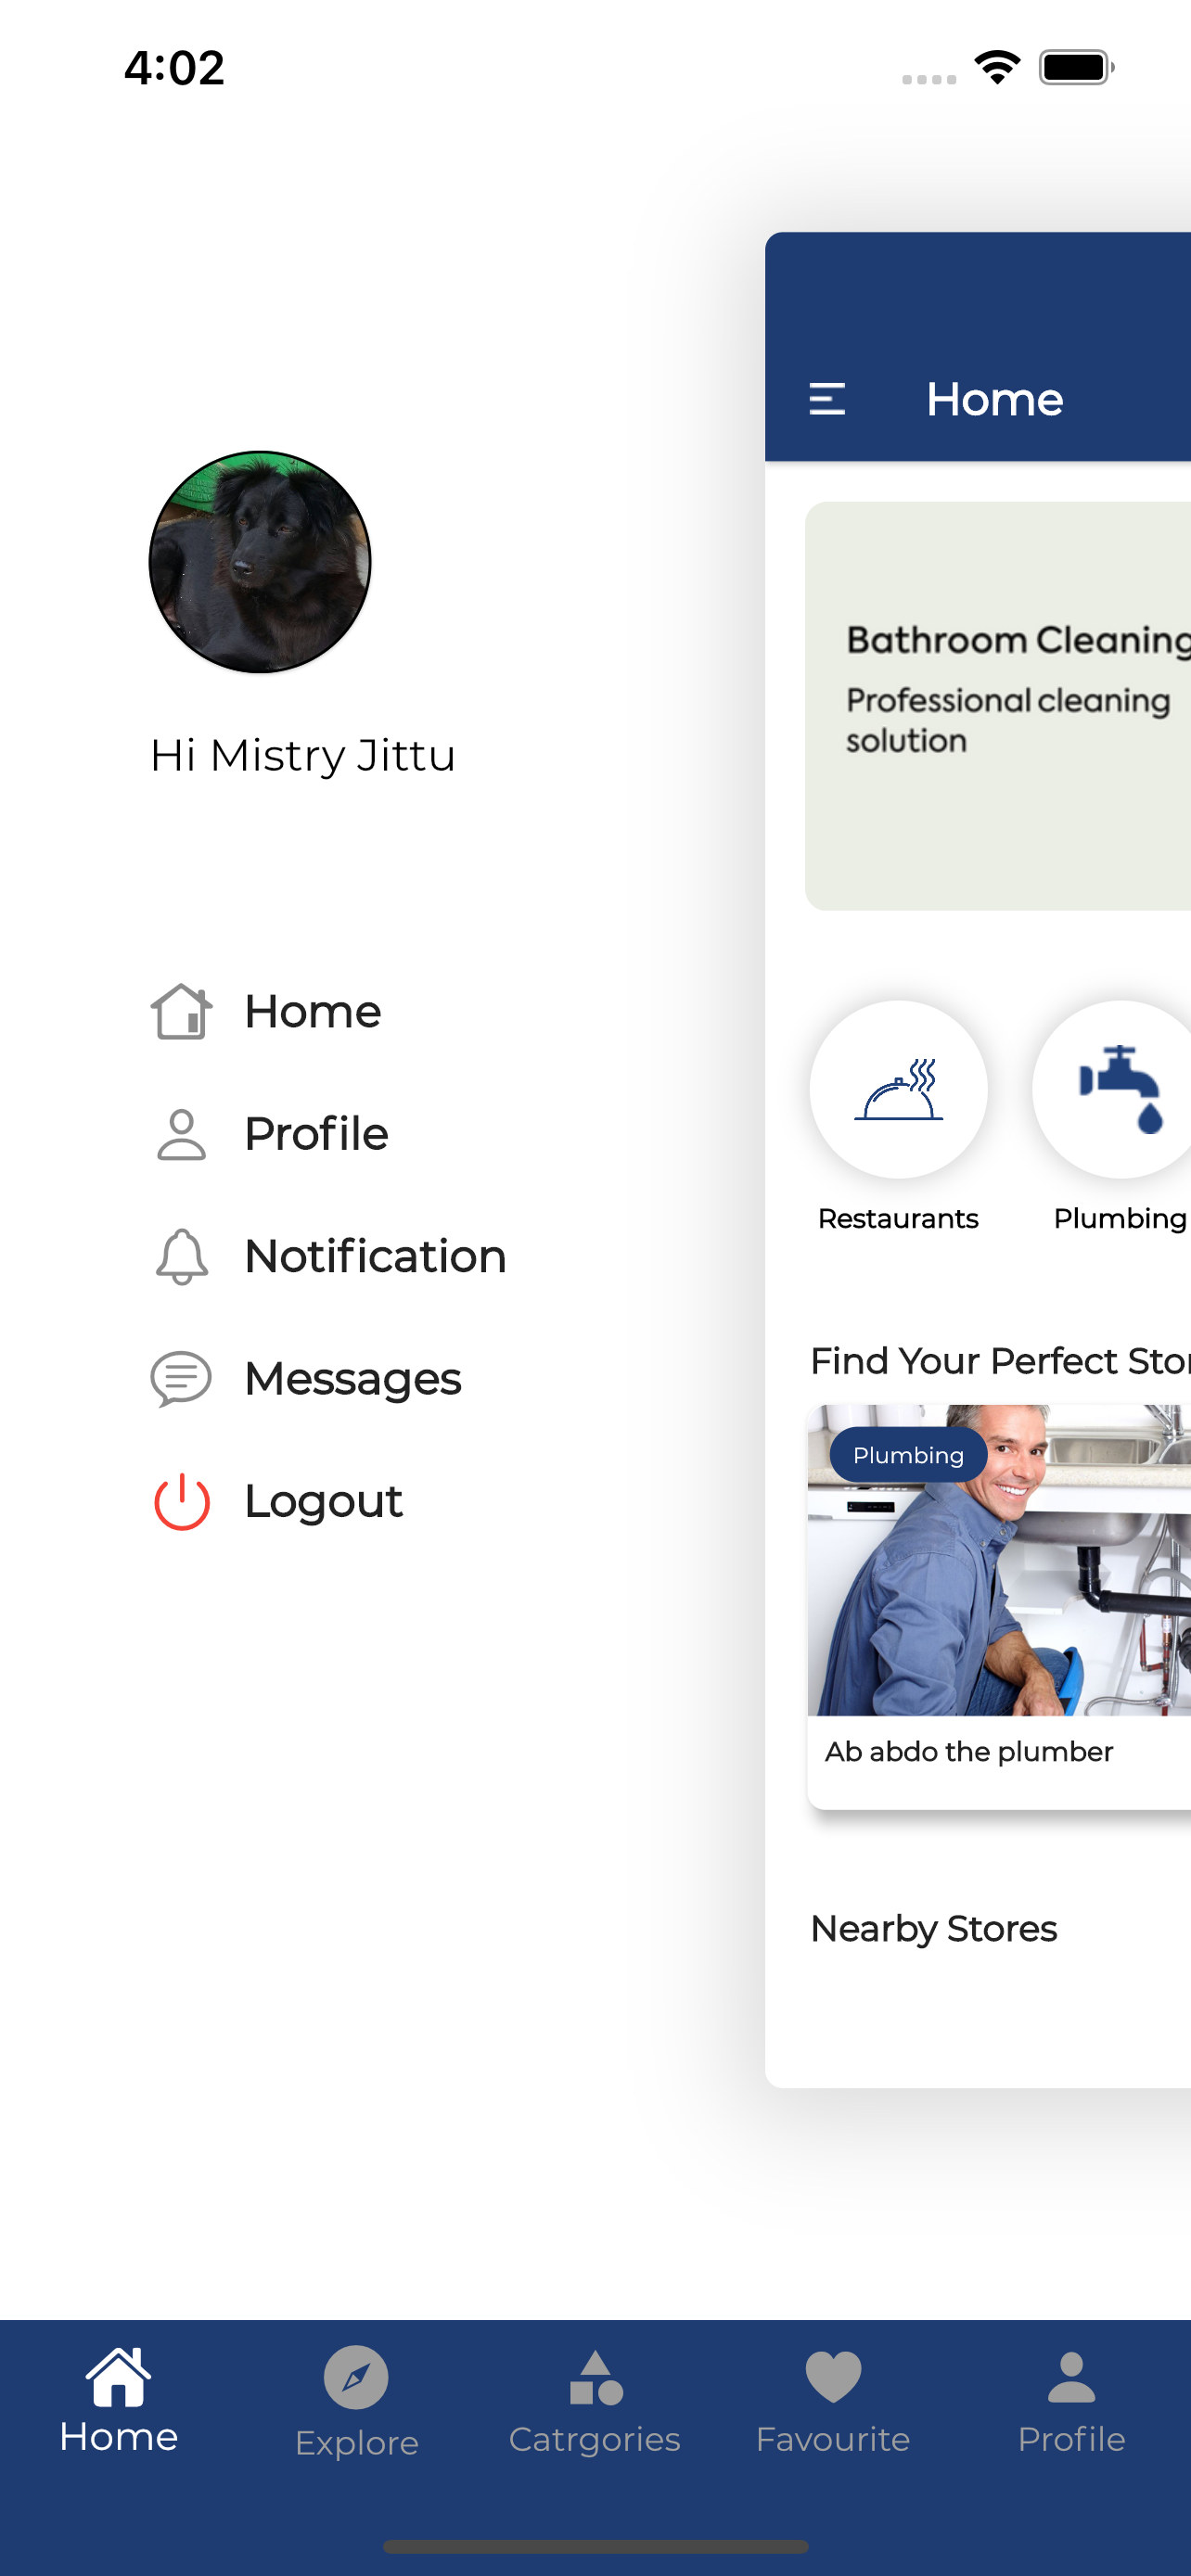 4:02
Hi Mistry Jittu
Home
Profile
Notification
Messages
Logout
Home
Bathroom Cleaning
Professional cleaning
solution
Restaurants
Plumbing
Find Your Perfect Stor
Plumbing
Ab abdo the plumber
Nearby Stores
Home
Explore
Catrgories
Favourite
Profile